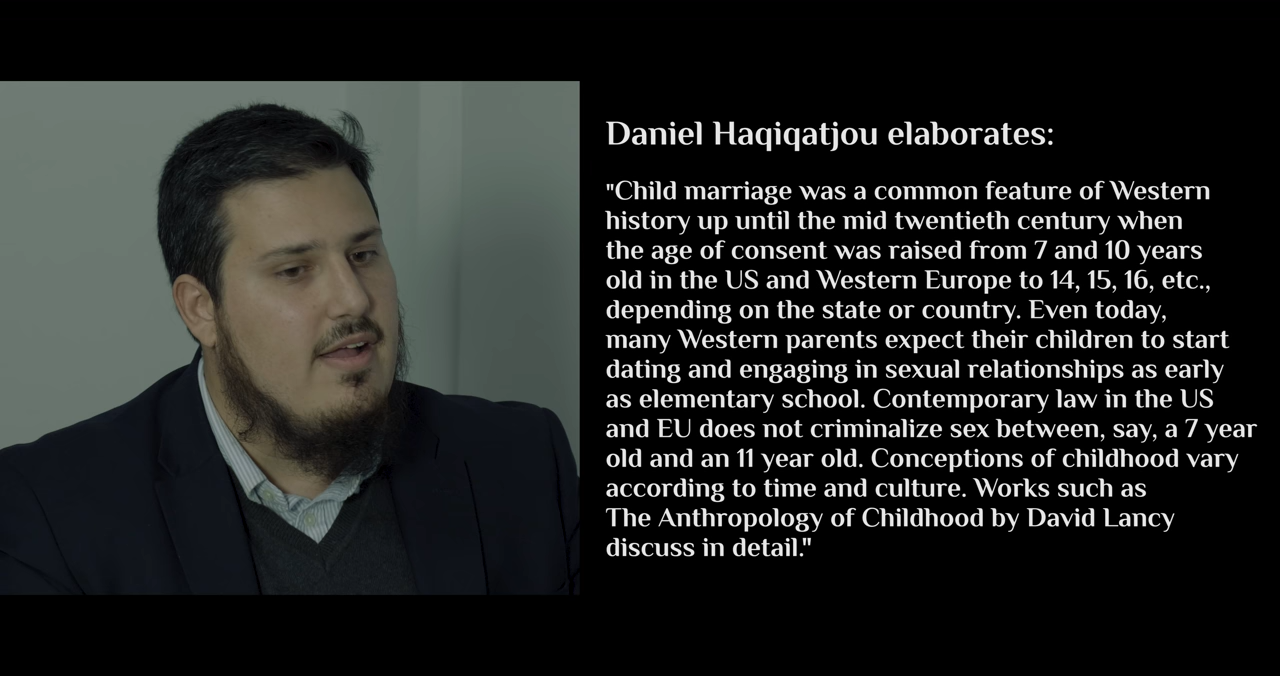 Daniel Haqiqatjou elaborates:
"Child marriage was a common feature of Western
history up until the mid twentieth century when
the age of consent was raised from 7 and 10 years
old in the US and Western Europe to 14, 15, 16, etc.,
depending on the state or country. Even today,
many Western parents expect their children to start
dating and engaging in sexual relationships as early
as elementary school. Contemporary law in the US
and EU does not criminalize sex between, say, a 7 year
old and an 11 year old. Conceptions of childhood vary
according to time and culture. Works such as
The Anthropology of Childhood by David Lancy
discuss in detail."